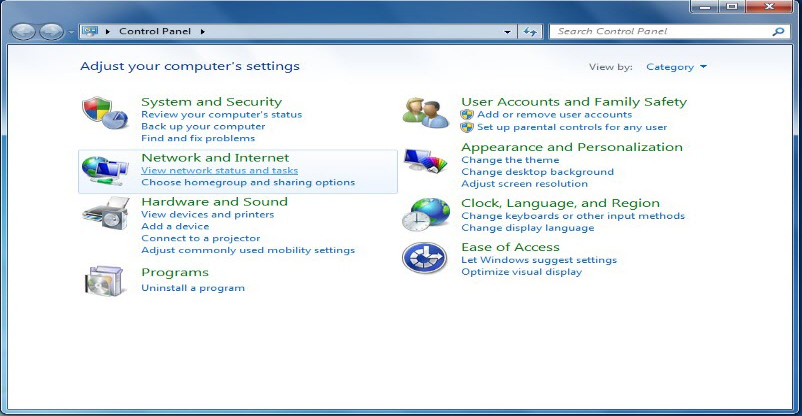 Control Panel
Search Control Panel
Adjust your computer's settings
View by: Category
System and Security
Review your computer's status
Back up your computer
Find and fix problems
Network and Internet
View network status and tasks
Choose homegroup and sharing options
Hardware and Sound
View devices and printers
Add a device
Connect to a projector
Adjust commonly used mobility settings
Programs
Uninstall a program
User Accounts and Family Safety
Add or remove user accounts
Set up parental controls for any user
Appearance and Personalization
Change the theme
Change desktop background
Adjust screen resolution
Clock, Language, and Region
Change keyboards or other input methods
Change display language
Ease of Access
Let Windows suggest settings
Optimize visual display